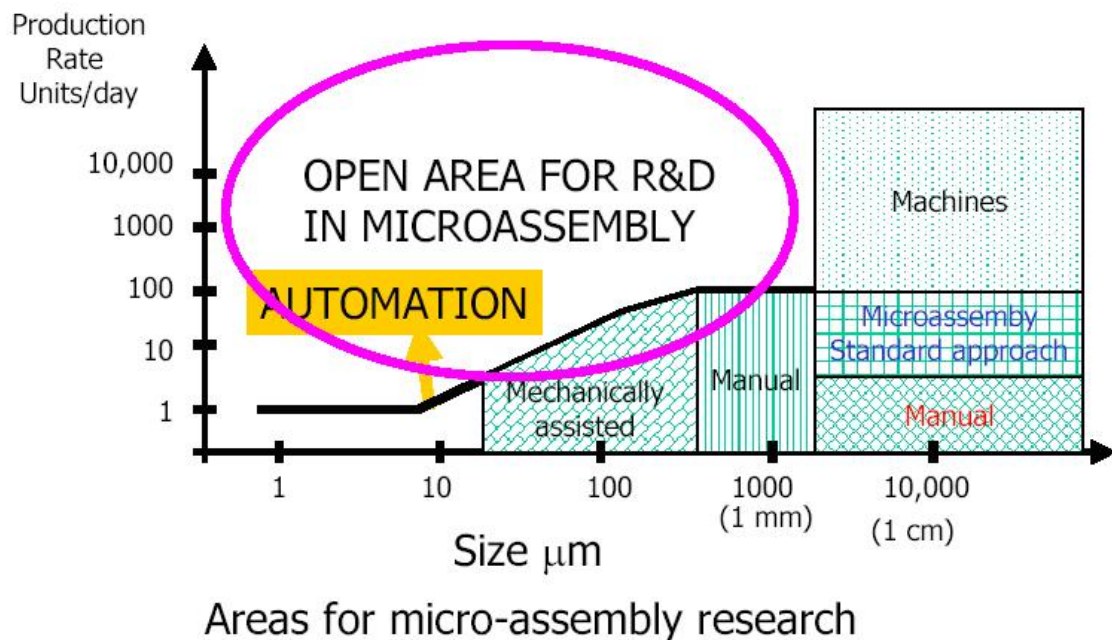 Production
Rate
Units/day
10,000
1000
100
10
1
OPEN AREA FOR R&D
IN MICROASSEMBLY
AUTOMATION
Mechanically
assisted
Manual
Machines
Microassemby
Standard approach
Manual
1
10
100
1000
(1 mm)
10,000
(1 cm)
Size μm
Areas for micro-assembly research